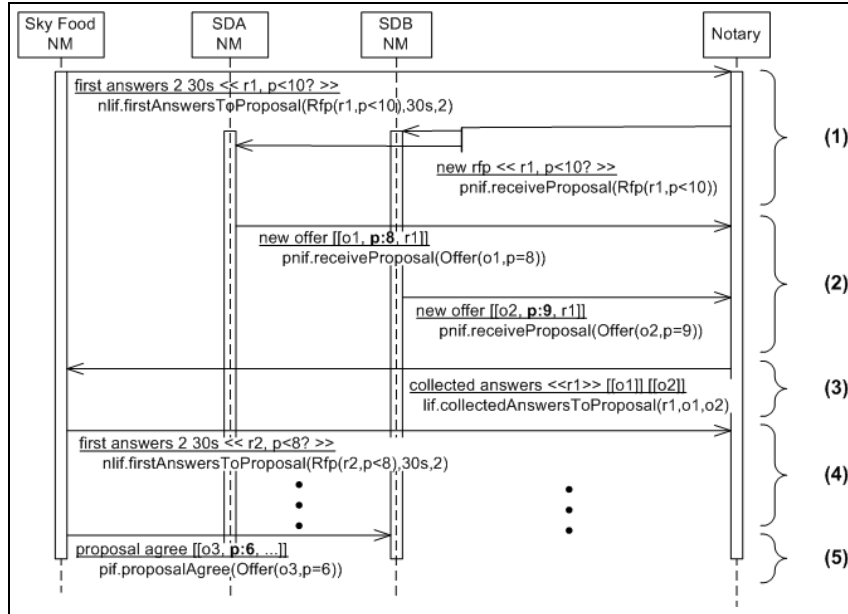 Sky Food
NM
SDA
NM
SDB
NM
Notary
first answers 2 30s << r1, p<10? >>
nlif.firstAnswersToProposal(Rfp(r1,p<10),30s,2)
(1)
new rfp << r1, p<10? >>
pnif.receiveProposal(Rfp(r1,p<10))
new offer [[o1, p:8, r1]]
pnif.receiveProposal(Offer(o1,p=8))
(2)
new offer [[o2, p:9, r1]]
pnif.receiveProposal(Offer(o2,p=9))
collected answers <<r1>> [[o1]] [[o2]]
(3)
lif.collectedAnswersToProposal(r1,o1,o2)
first answers 2 30s << r2, p<8? >>
nlif.firstAnswersToProposal(Rfp(r2,p<8),30s,2)
(4)
proposal agree [[o3, p:6, ...]]
(5)
pif.proposalAgree(Offer(o3,p=6))